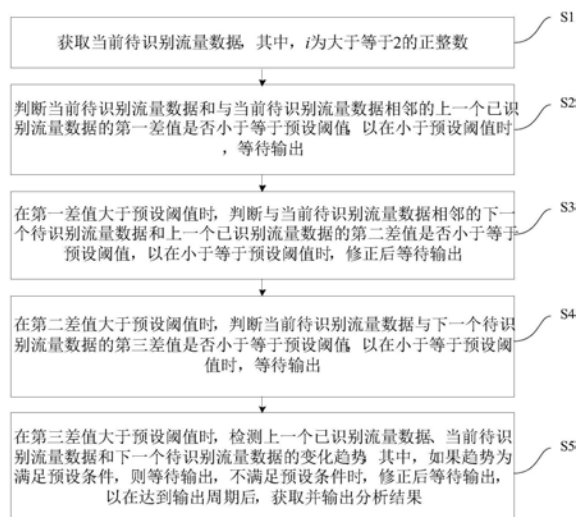 获取当前待识别流量数据，其中，i为大于等于2的正整数
S1
判断当前待识别流量数据和与当前待识别流量数据相邻的上一个已识
别流量数据的第一差值是否小于等于预设阈值，以在小于预设阈值时
，等待输出
S2
在第一差值大于预设阈值时，判断与当前待识别流量数据相邻的下一
个待识别流量数据和上一个已识别流量数据的第二差值是否小于等于
预设阈值，以在小于等于预设阈值时，修正后等待输出
S3
在第二差值大于预设阈值时，判断当前待识别流量数据与下一个待识
别流量数据的第三差值是否小于等于预设阈值，以在小于等于预设阈
值时，等待输出
S4
在第三差值大于预设阈值时，检测上一个已识别流量数据、当前待识
别流量数据和下一个待识别流量数据的变化趋势，其中，如果趋势为
满足预设条件，则等待输出，不满足预设条件时，修正后等待输出，
以在达到输出周期后，获取并输出分析结果
S5